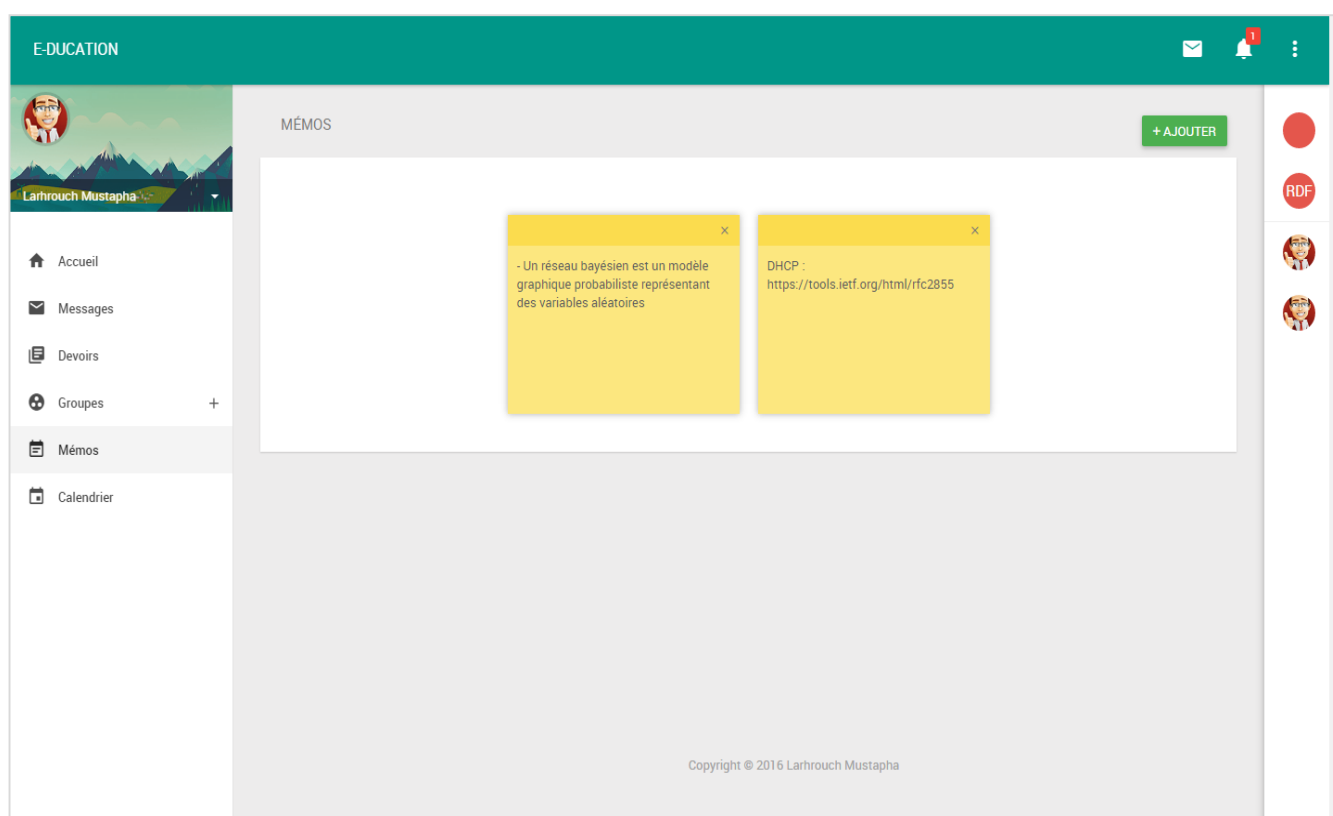 E-DUCATION
1
Larhrouch Mustapha
Accueil
Messages
Devoirs
Groupes +
Mémos
Calendrier
MÉMOS
+ AJOUTER
×
- Un réseau bayésien est un modèle
graphique probabiliste représentant
des variables aléatoires
×
DHCP :
https://tools.ietf.org/html/rfc2855
RDF
Copyright © 2016 Larhrouch Mustapha